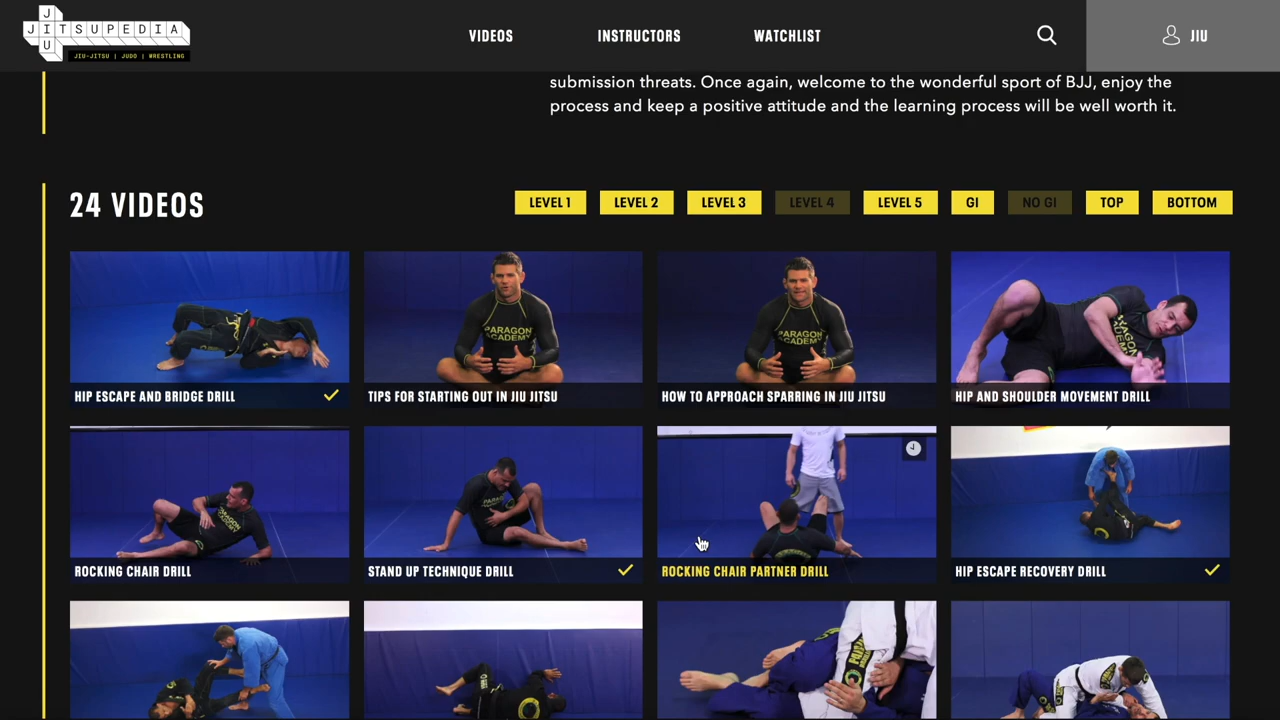 JIU
JITSUPEDIA
JIU-JITSU | JUDO | WRESTLING
VIDEOS
INSTRUCTORS
WATCHLIST
JIU
submission threats. Once again, welcome to the wonderful sport of BJJ, enjoy the
process and keep a positive attitude and the learning process will be well worth it.
24 VIDEOS
LEVEL 1
LEVEL 2
LEVEL 3
LEVEL 4
LEVEL 5
GI
NO GI
TOP
BOTTOM
PARAGON
ACADEMY
PARAGON
ACADEMY
HIP ESCAPE AND BRIDGE DRILL
TIPS FOR STARTING OUT IN JIU JITSU
HOW TO APPROACH SPARRING IN JIU JITSU
HIP AND SHOULDER MOVEMENT DRILL
ROCKING CHAIR DRILL
STAND UP TECHNIQUE DRILL
ROCKING CHAIR PARTNER DRILL
HIP ESCAPE RECOVERY DRILL